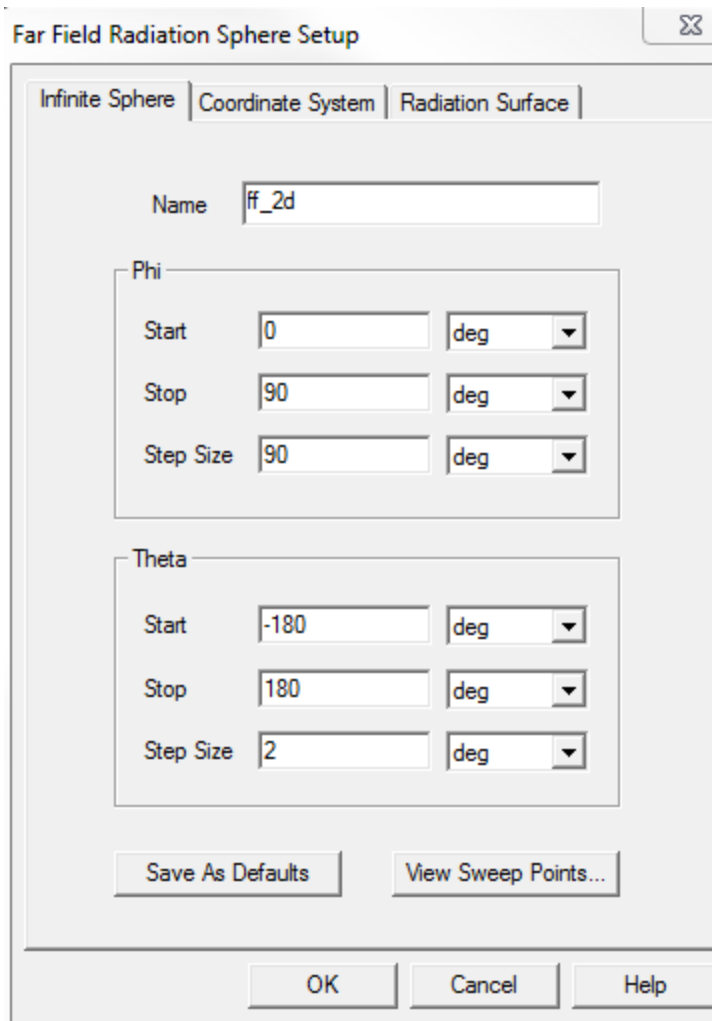 Far Field Radiation Sphere Setup
Infinite Sphere Coordinate System Radiation Surface
Name ff_2d
Phi
Start 0 deg
Stop 90 deg
Step Size 90 deg
Theta
Start -180 deg
Stop 180 deg
Step Size 2 deg
Save As Defaults View Sweep Points...
OK Cancel Help